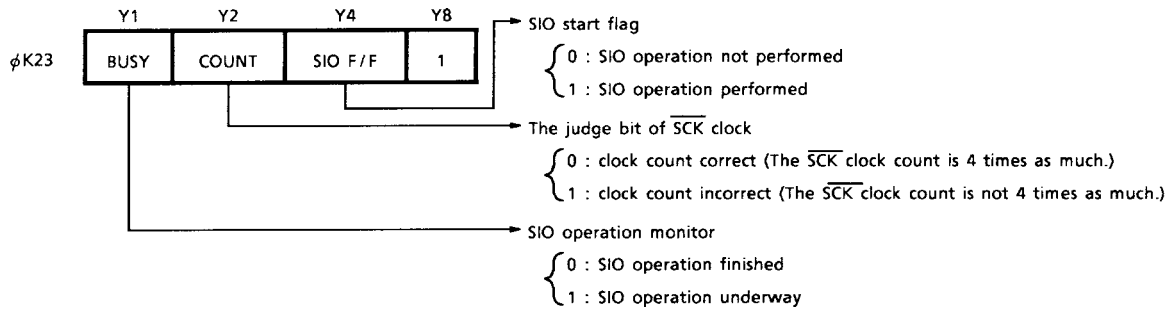 Y1 Y2 Y4 Y8
φK23 BUSY COUNT SIO F/F 1
SIO start flag
0 : SIO operation not performed
1 : SIO operation performed
The judge bit of S̅C̅K̅ clock
0 : clock count correct (The S̅C̅K̅ clock count is 4 times as much.)
1 : clock count incorrect (The S̅C̅K̅ clock count is not 4 times as much.)
SIO operation monitor
0 : SIO operation finished
1 : SIO operation underway